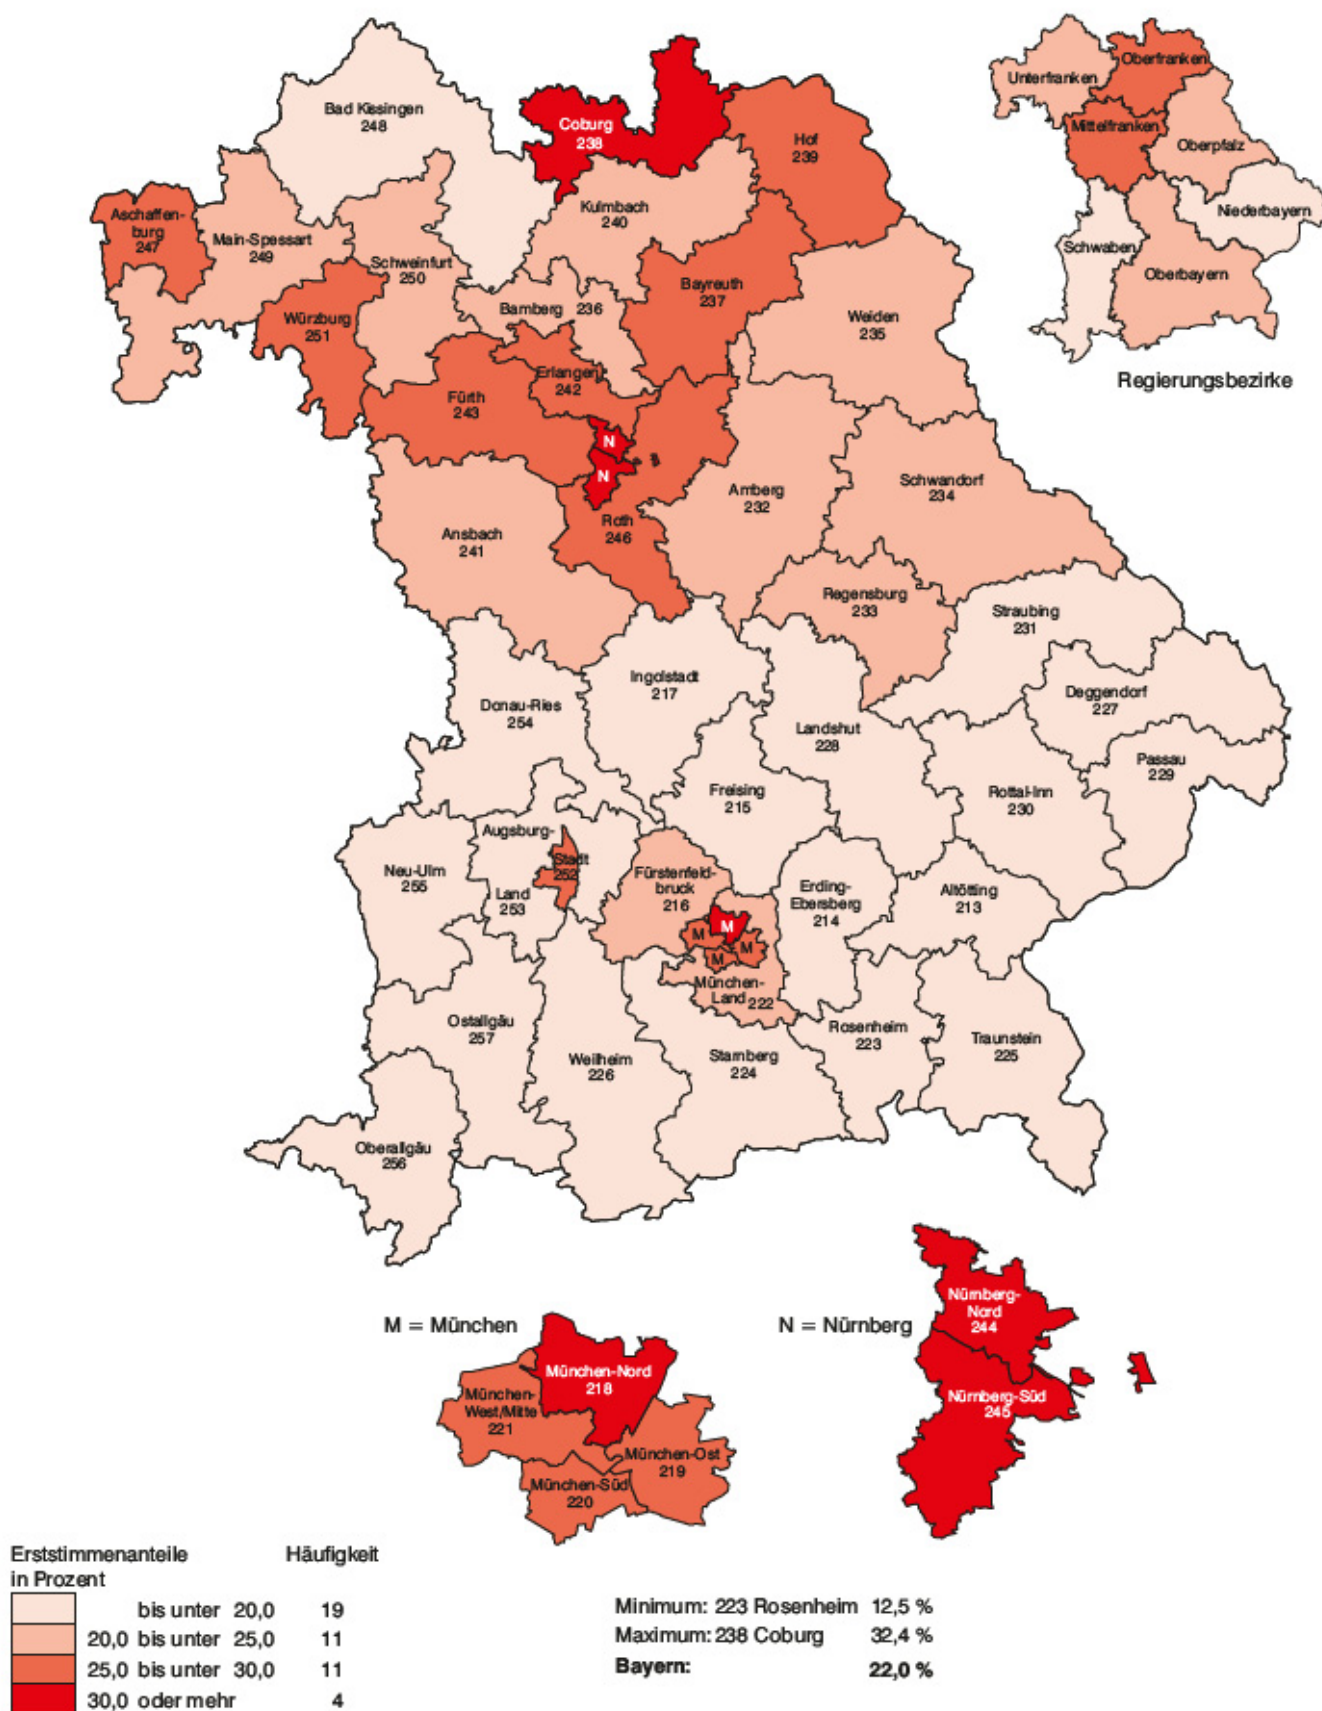 Oberfranken
Unterfranken
Mittelfranken
Oberpfalz
Niederbayern
Schwaben
Oberbayern
Regierungsbezirke
Bad Kissingen
248
Coburg
238
Hof
239
Kulmbach
240
Aschaffen-
burg
247
Main-Spessart
249
Schweinfurt
250
Bayreuth
237
Bamberg 236
Würzburg
251
Weiden
235
Erlangen
242
Fürth
243
N
N
Amberg
232
Schwandorf
234
Ansbach
241
Roth
246
Regensburg
233
Straubing
231
Ingolstadt
217
Donau-Ries
254
Landshut
228
Deggendorf
227
Passau
229
Freising
215
Rottal-Inn
230
Augsburg-
Stadt
252
Land
253
Neu-Ulm
255
Fürstenfeld-
bruck
216
Erding-
Ebersberg
214
Altötting
213
M
M
M
M
München-
Land 222
Ostallgäu
257
Weilheim
226
Starnberg
224
Rosenheim
223
Traunstein
225
Oberallgäu
256
M = München
München-Nord
218
München-
West/Mitte
221
München-Ost
219
München-Süd
220
N = Nürnberg
Nürnberg-
Nord
244
Nürnberg-Süd
245
Erststimmenanteile Häufigkeit
in Prozent
bis unter 20,0 19
20,0 bis unter 25,0 11
25,0 bis unter 30,0 11
30,0 oder mehr 4
Minimum: 223 Rosenheim 12,5 %
Maximum: 238 Coburg 32,4 %
Bayern: 22,0 %